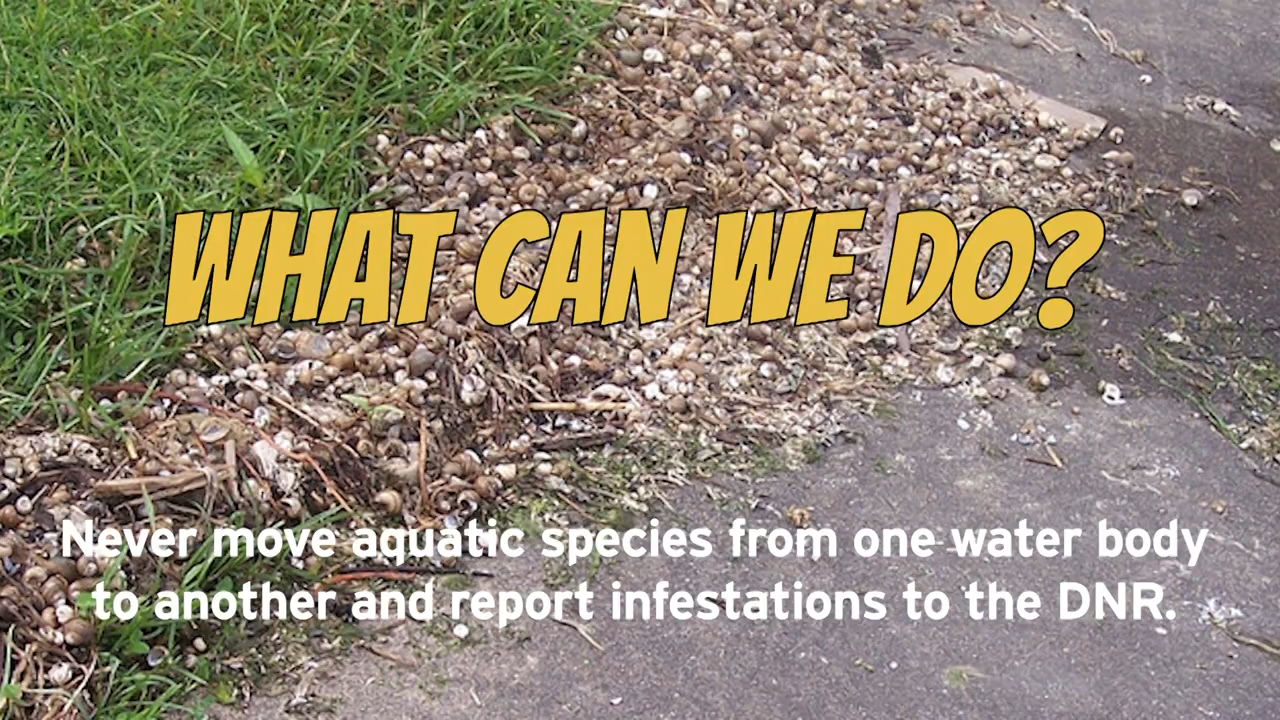 WHAT CAN WE DO?
Never move aquatic species from one water body
to another and report infestations to the DNR.